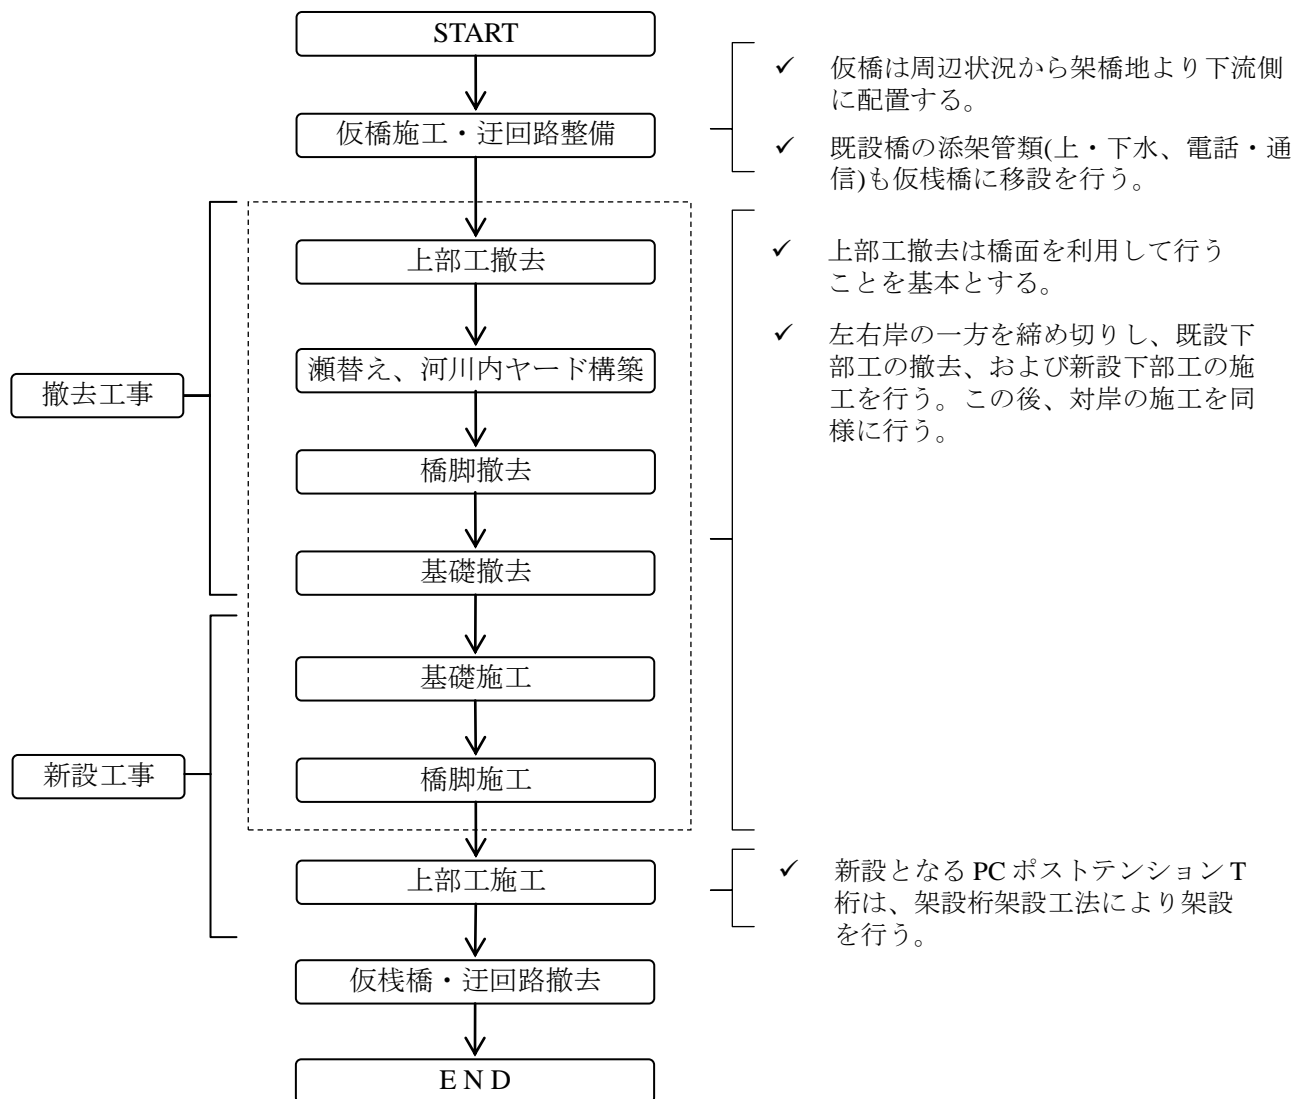 START
仮橋施工・迂回路整備
✓ 仮橋は周辺状況から架橋地より下流側
に配置する。
✓ 既設橋の添架管類(上・下水、電話・通
信)も仮桟橋に移設を行う。
撤去工事
上部工撤去
瀬替え、河川内ヤード構築
橋脚撤去
基礎撤去
✓ 上部工撤去は橋面を利用して行う
ことを基本とする。
✓ 左右岸の一方を締め切りし、既設下
部工の撤去、および新設下部工の施
工を行う。この後、対岸の施工を同
様に行う。
新設工事
基礎施工
橋脚施工
上部工施工
✓ 新設となる PC ポストテンション T
桁は、架設桁架設工法により架設
を行う。
仮桟橋・迂回路撤去
E N D